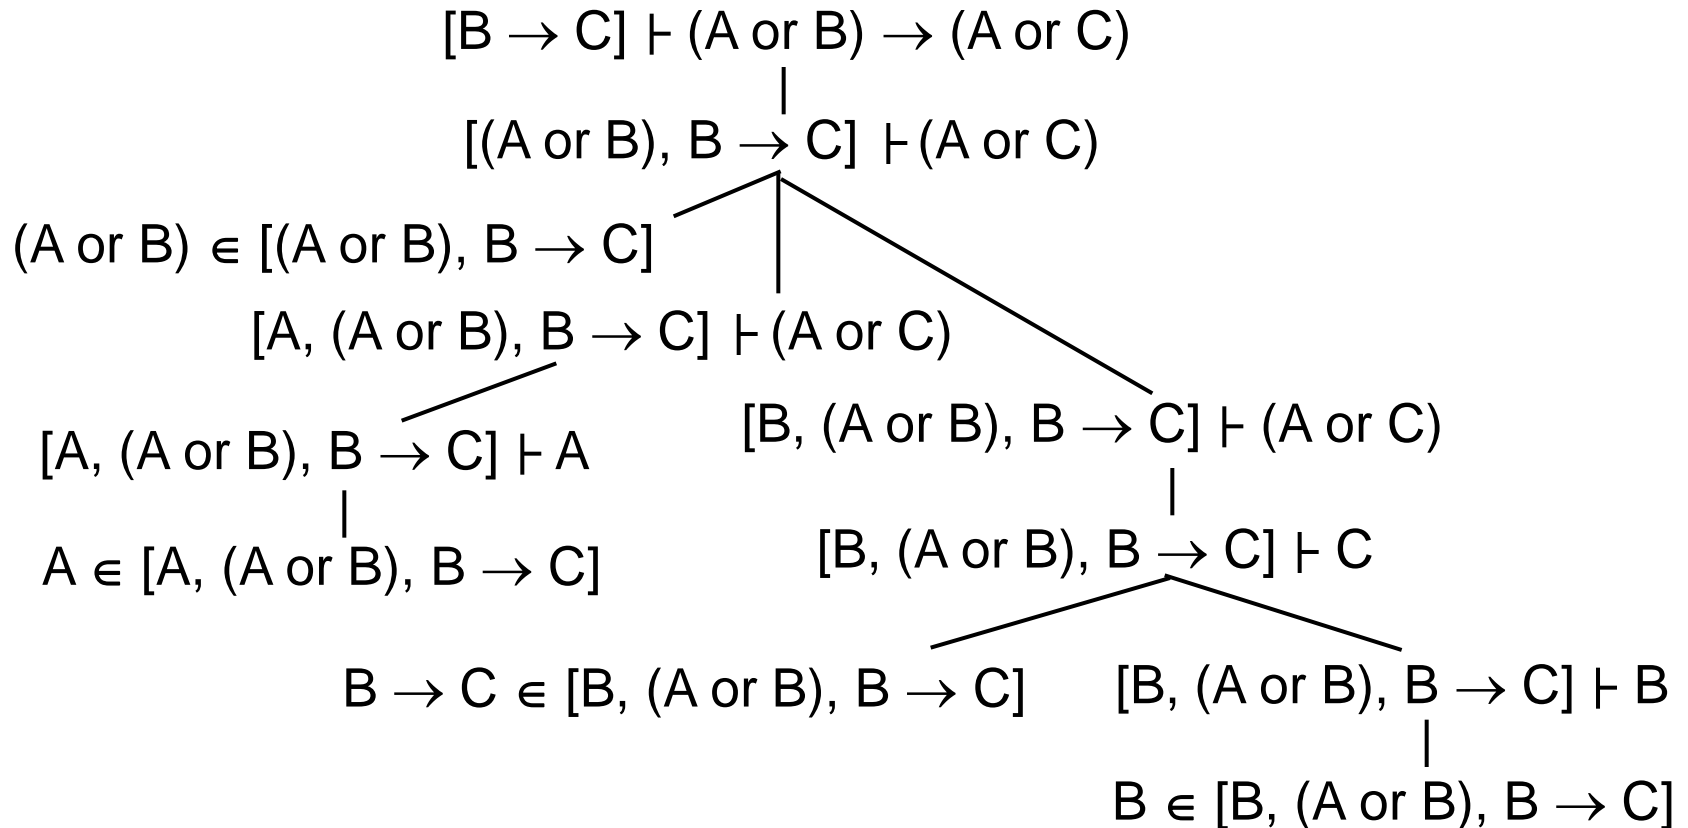 [B → C] ⊦ (A or B) → (A or C)
[(A or B), B → C] ⊦ (A or C)
(A or B) ∈ [(A or B), B → C]
[A, (A or B), B → C] ⊦ (A or C)
[B, (A or B), B → C] ⊦ (A or C)
[A, (A or B), B → C] ⊦ A
[B, (A or B), B → C] ⊦ C
A ∈ [A, (A or B), B → C]
B → C ∈ [B, (A or B), B → C]
[B, (A or B), B → C] ⊦ B
B ∈ [B, (A or B), B → C]